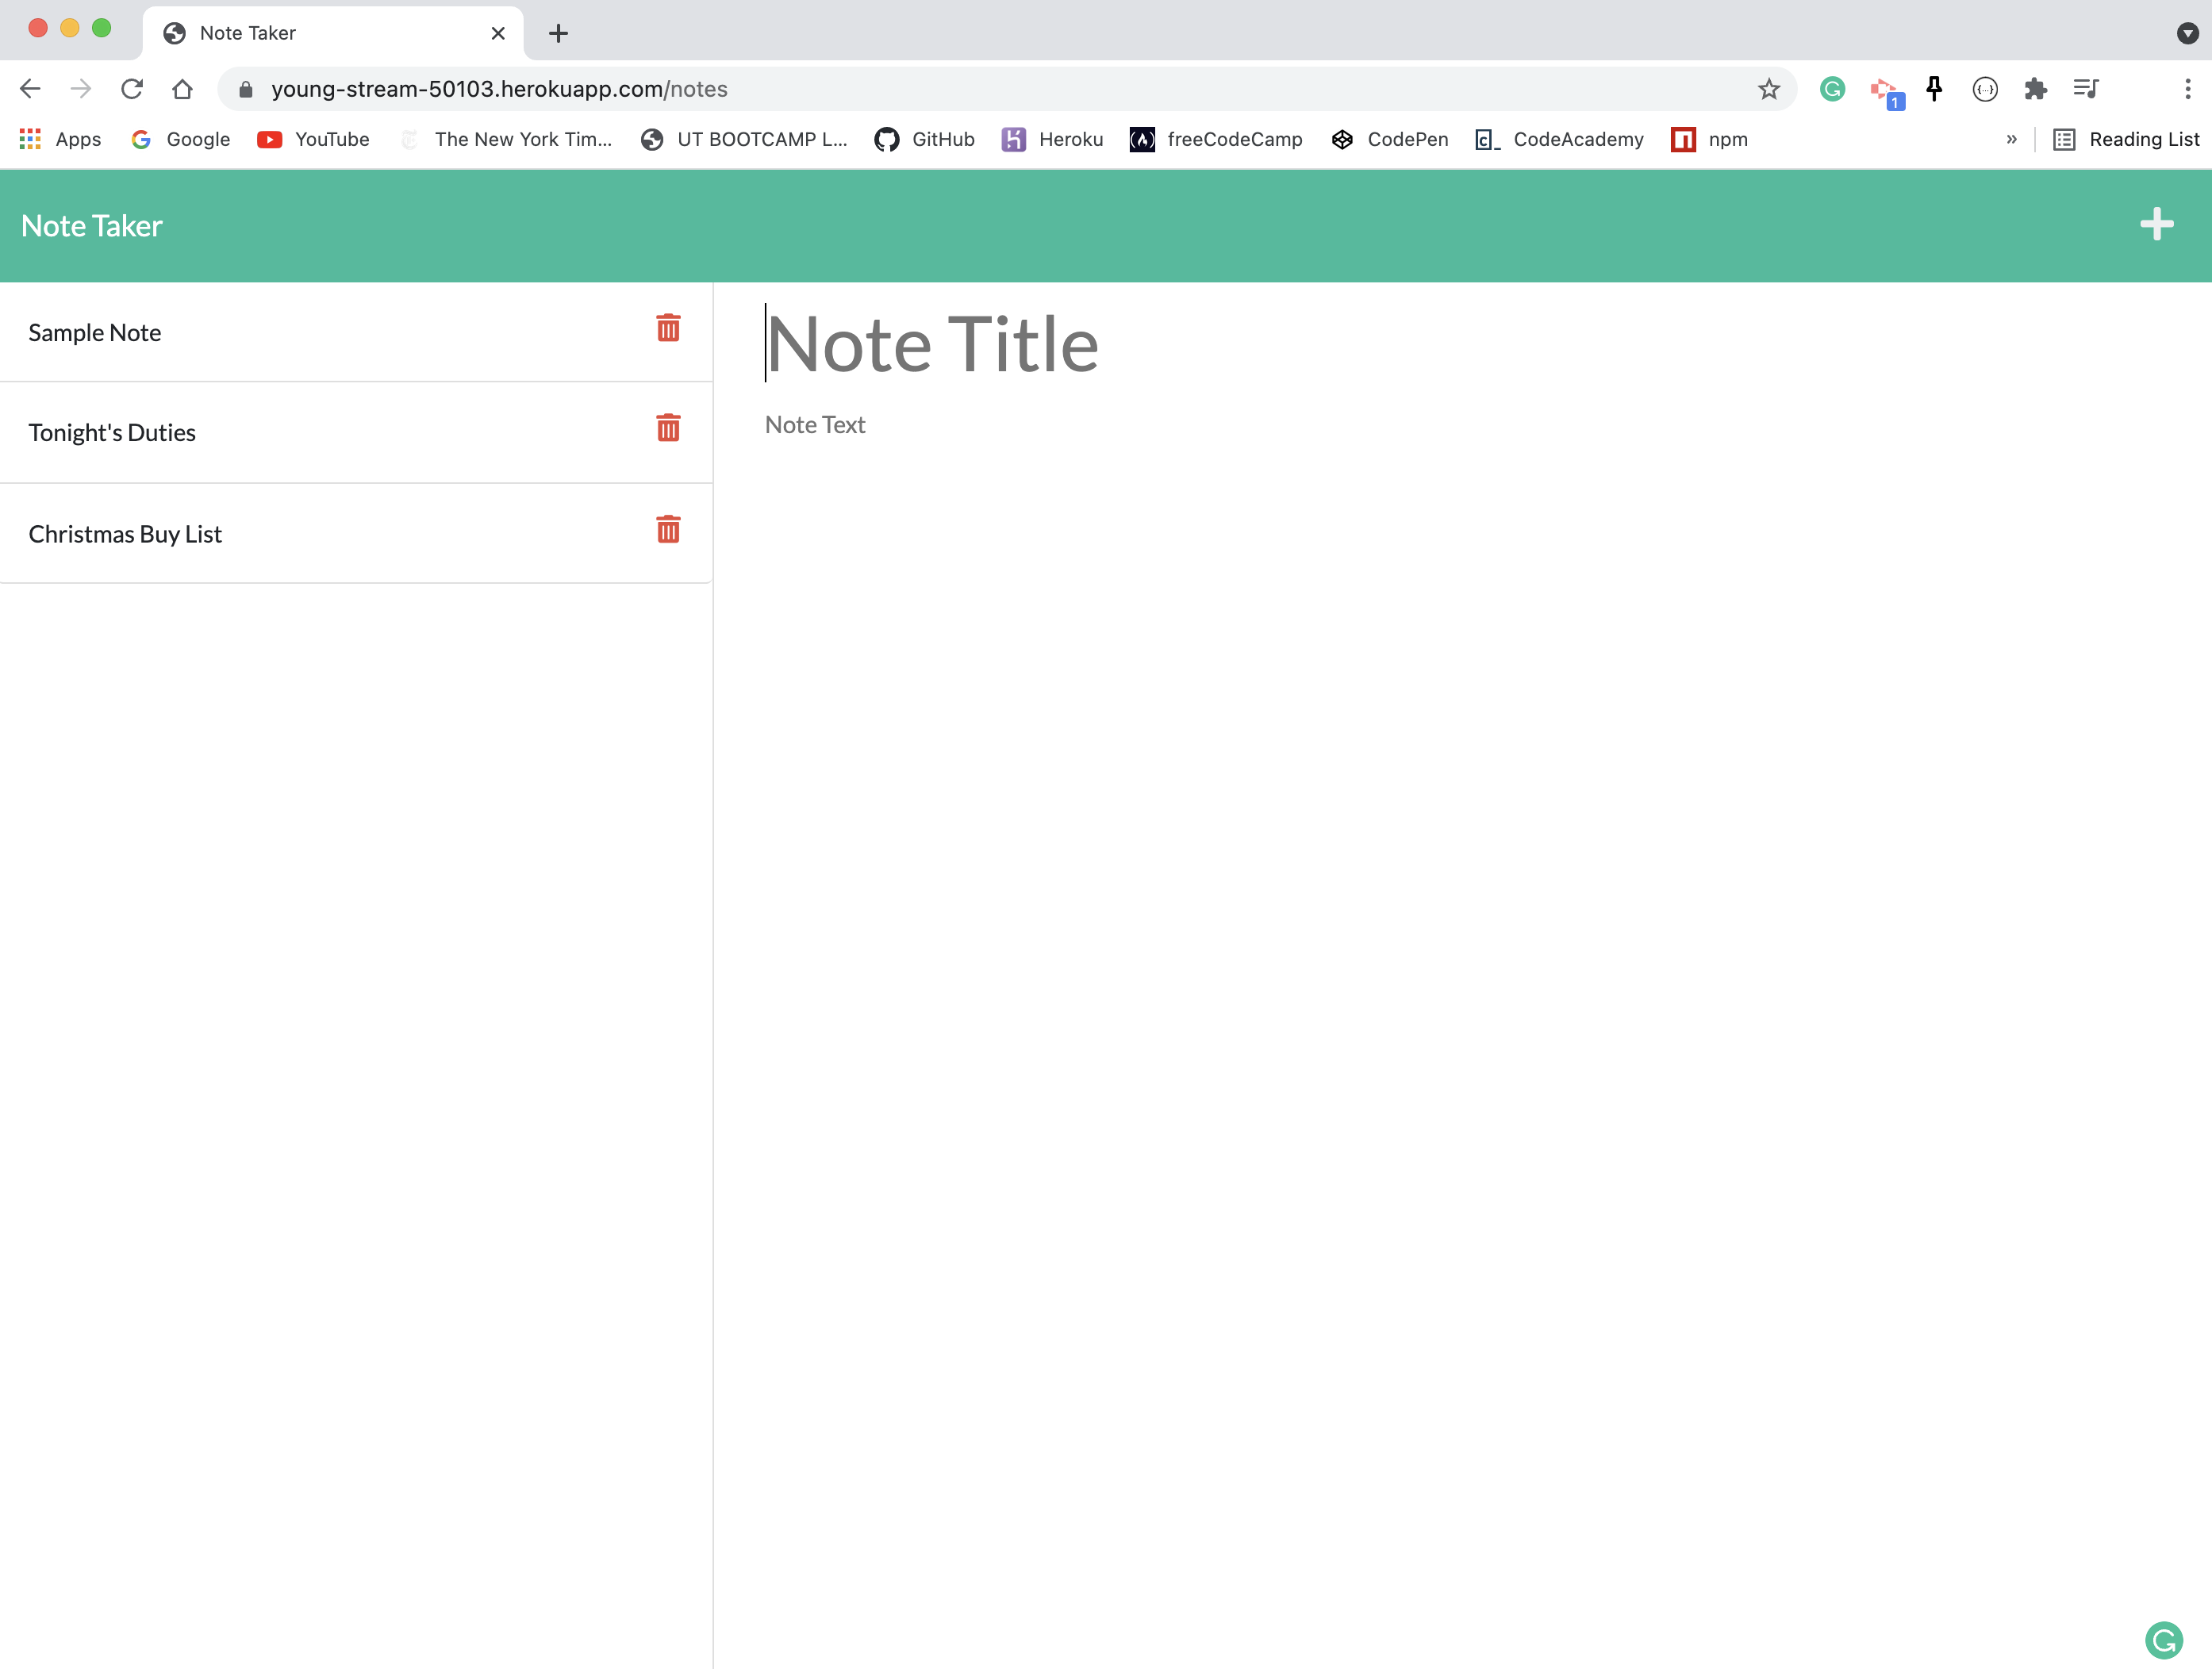 Note Taker
young-stream-50103.herokuapp.com/notes
1
Apps Google YouTube The New York Tim... UT BOOTCAMP L... GitHub Heroku freeCodeCamp CodePen CodeAcademy npm » Reading List
Note Taker
Sample Note
Tonight's Duties
Christmas Buy List
Note Title
Note Text